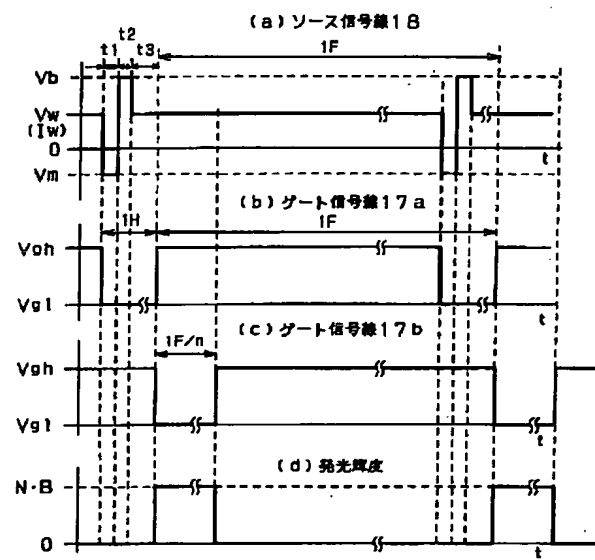 (a) ソース信号線18
t2
t1 t3 1F
Vb
Vw
(Iw)
0
t
Vm
(b) ゲート信号線17a
1H 1F
Vgh
Vgl
t
(c) ゲート信号線17b
1F/n
Vgh
Vgl
t
(d) 発光輝度
N·B
0
t